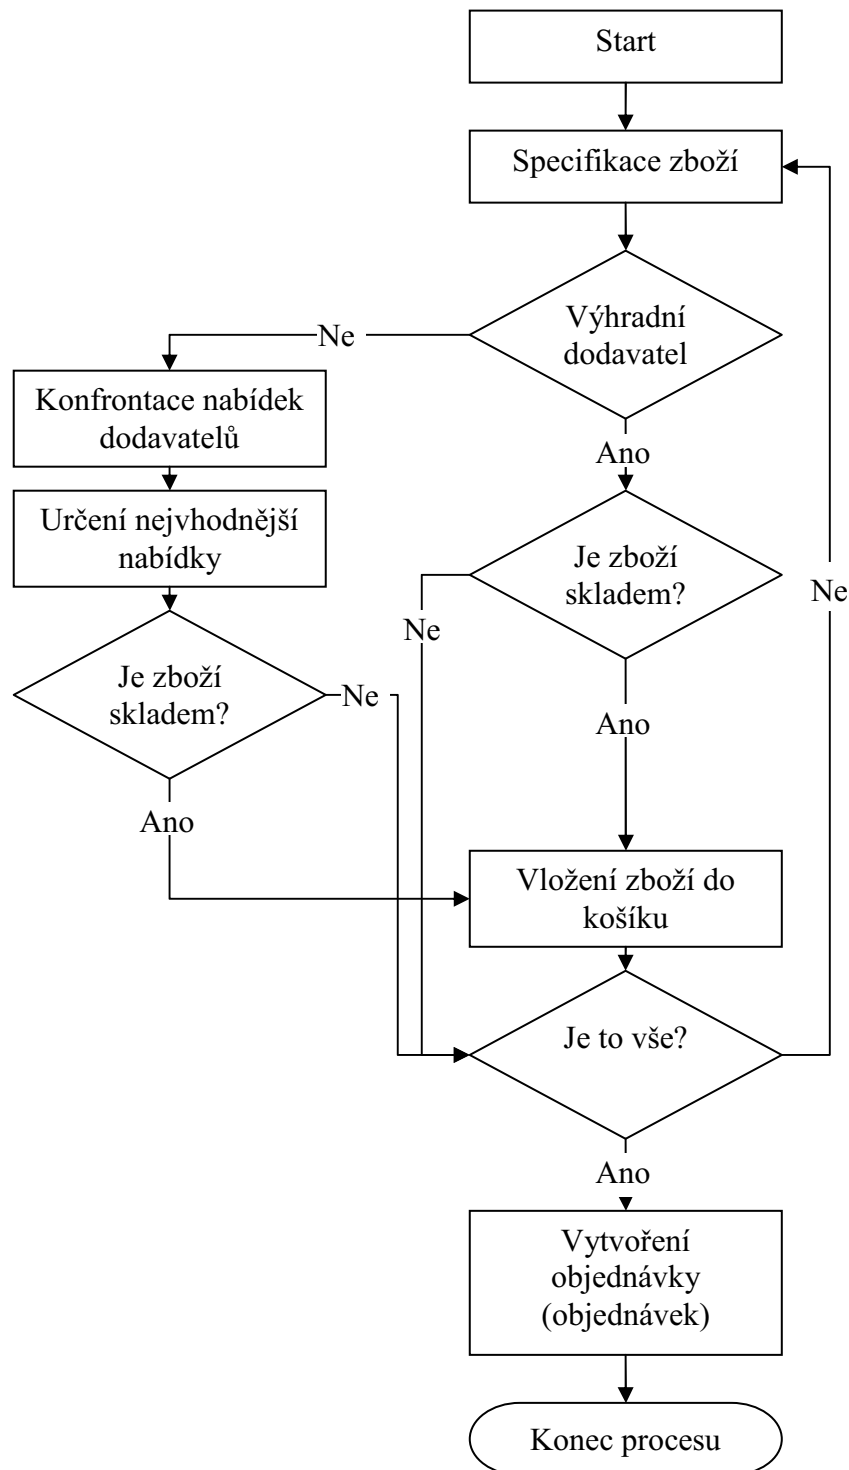 Start
Specifikace zboží
Výhradní
dodavatel
Ne
Konfrontace nabídek
dodavatelů
Ano
Určení nejvhodnější
nabídky
Je zboží
skladem?
Ne
Ne
Je zboží
skladem?
Ne
Ano
Ano
Vložení zboží do
košíku
Je to vše?
Ano
Vytvoření
objednávky
(objednávek)
Konec procesu